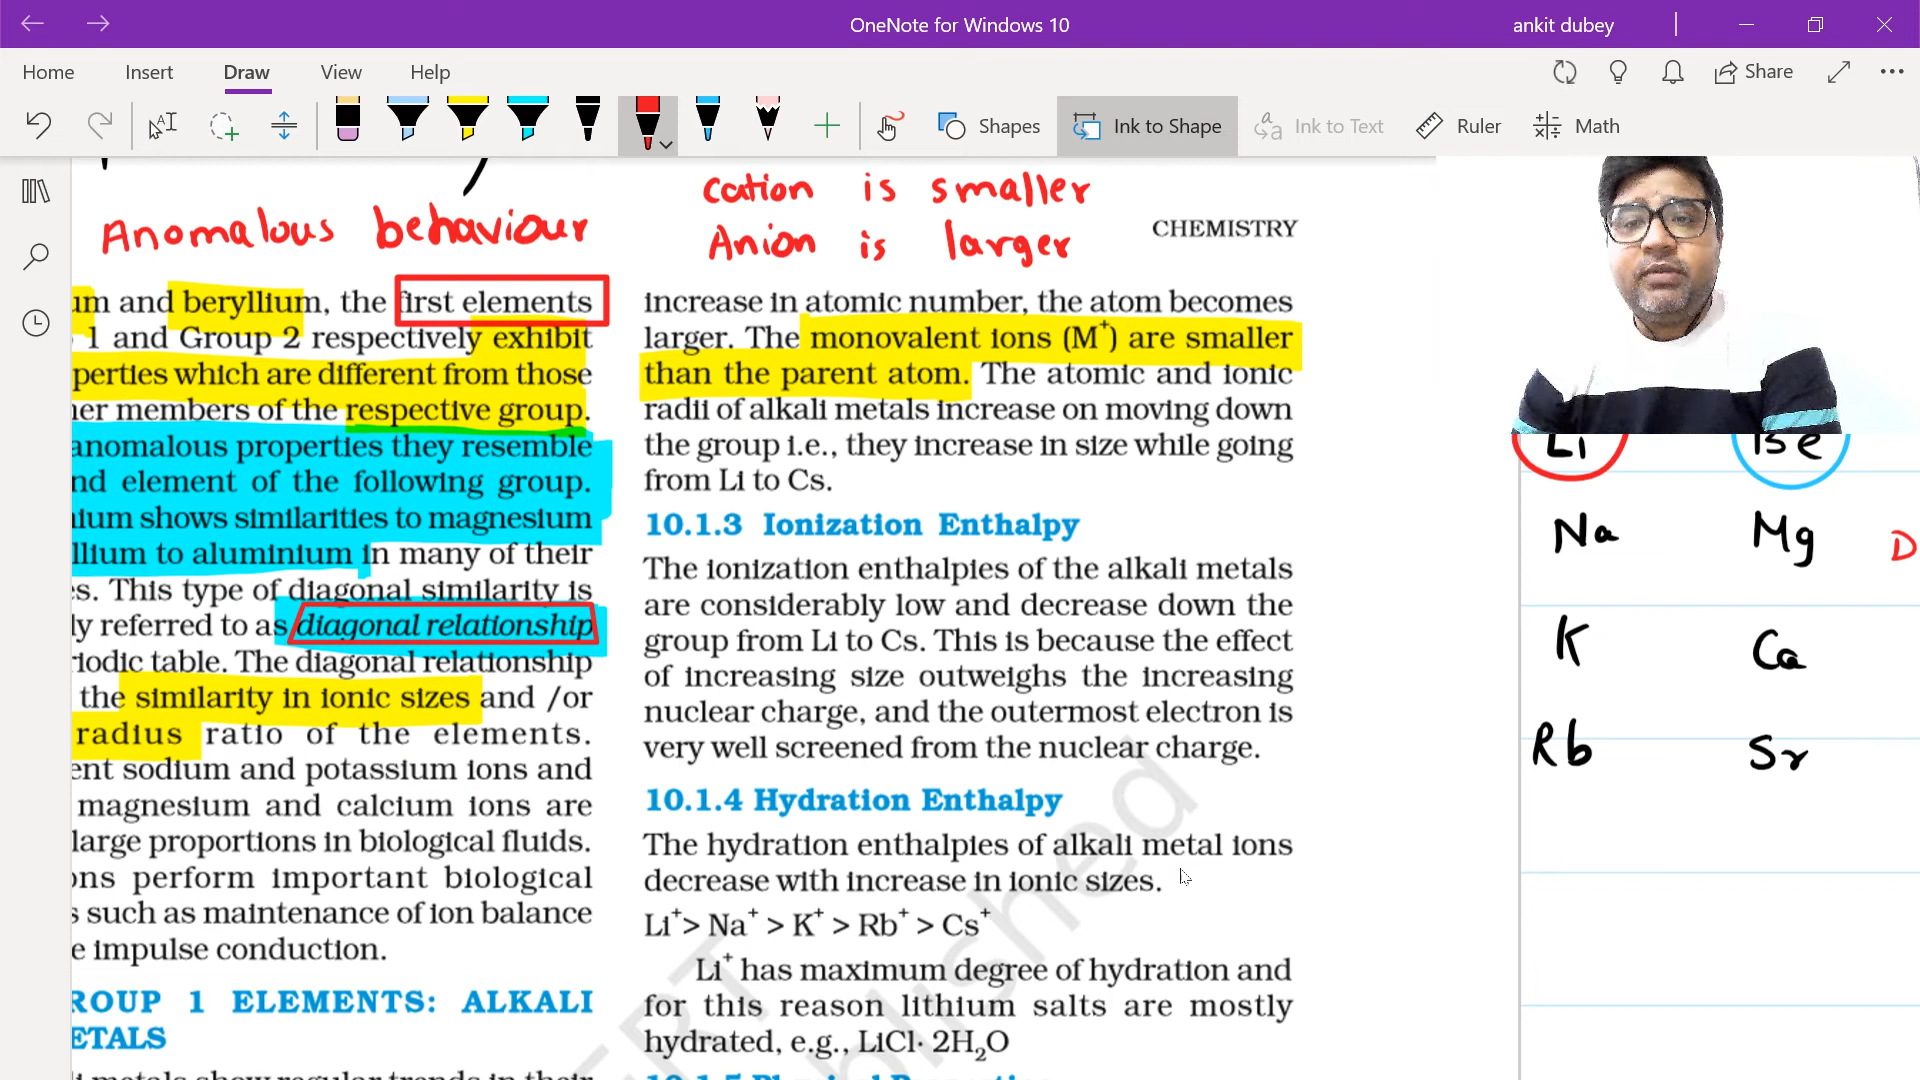 OneNote for Windows 10
ankit dubey
Home Insert Draw View Help
Share
Shapes Ink to Shape Ink to Text Ruler Math
cation is smaller
Anion is larger
Anomalous behaviour
CHEMISTRY
um and beryllium, the first elements
1 and Group 2 respectively exhibit
perties which are different from those
her members of the respective group.
anomalous properties they resemble
nd element of the following group.
ium shows similarities to magnesium
llium to aluminium in many of their
s. This type of diagonal similarity is
ly referred to as diagonal relationship
riodic table. The diagonal relationship
the similarity in ionic sizes and /or
radius ratio of the elements.
ent sodium and potassium ions and
magnesium and calcium ions are
large proportions in biological fluids.
ons perform important biological
s such as maintenance of ion balance
e impulse conduction.
ROUP 1 ELEMENTS: ALKALI
ETALS
increase in atomic number, the atom becomes
larger. The monovalent ions (M⁺) are smaller
than the parent atom. The atomic and ionic
radii of alkali metals increase on moving down
the group i.e., they increase in size while going
from Li to Cs.
10.1.3 Ionization Enthalpy
The ionization enthalpies of the alkali metals
are considerably low and decrease down the
group from Li to Cs. This is because the effect
of increasing size outweighs the increasing
nuclear charge, and the outermost electron is
very well screened from the nuclear charge.
10.1.4 Hydration Enthalpy
The hydration enthalpies of alkali metal ions
decrease with increase in ionic sizes.
Li⁺> Na⁺ > K⁺ > Rb⁺ > Cs⁺
Li⁺ has maximum degree of hydration and
for this reason lithium salts are mostly
hydrated, e.g., LiCl· 2H₂O
Li Be
Na Mg D
K Ca
Rb Sr